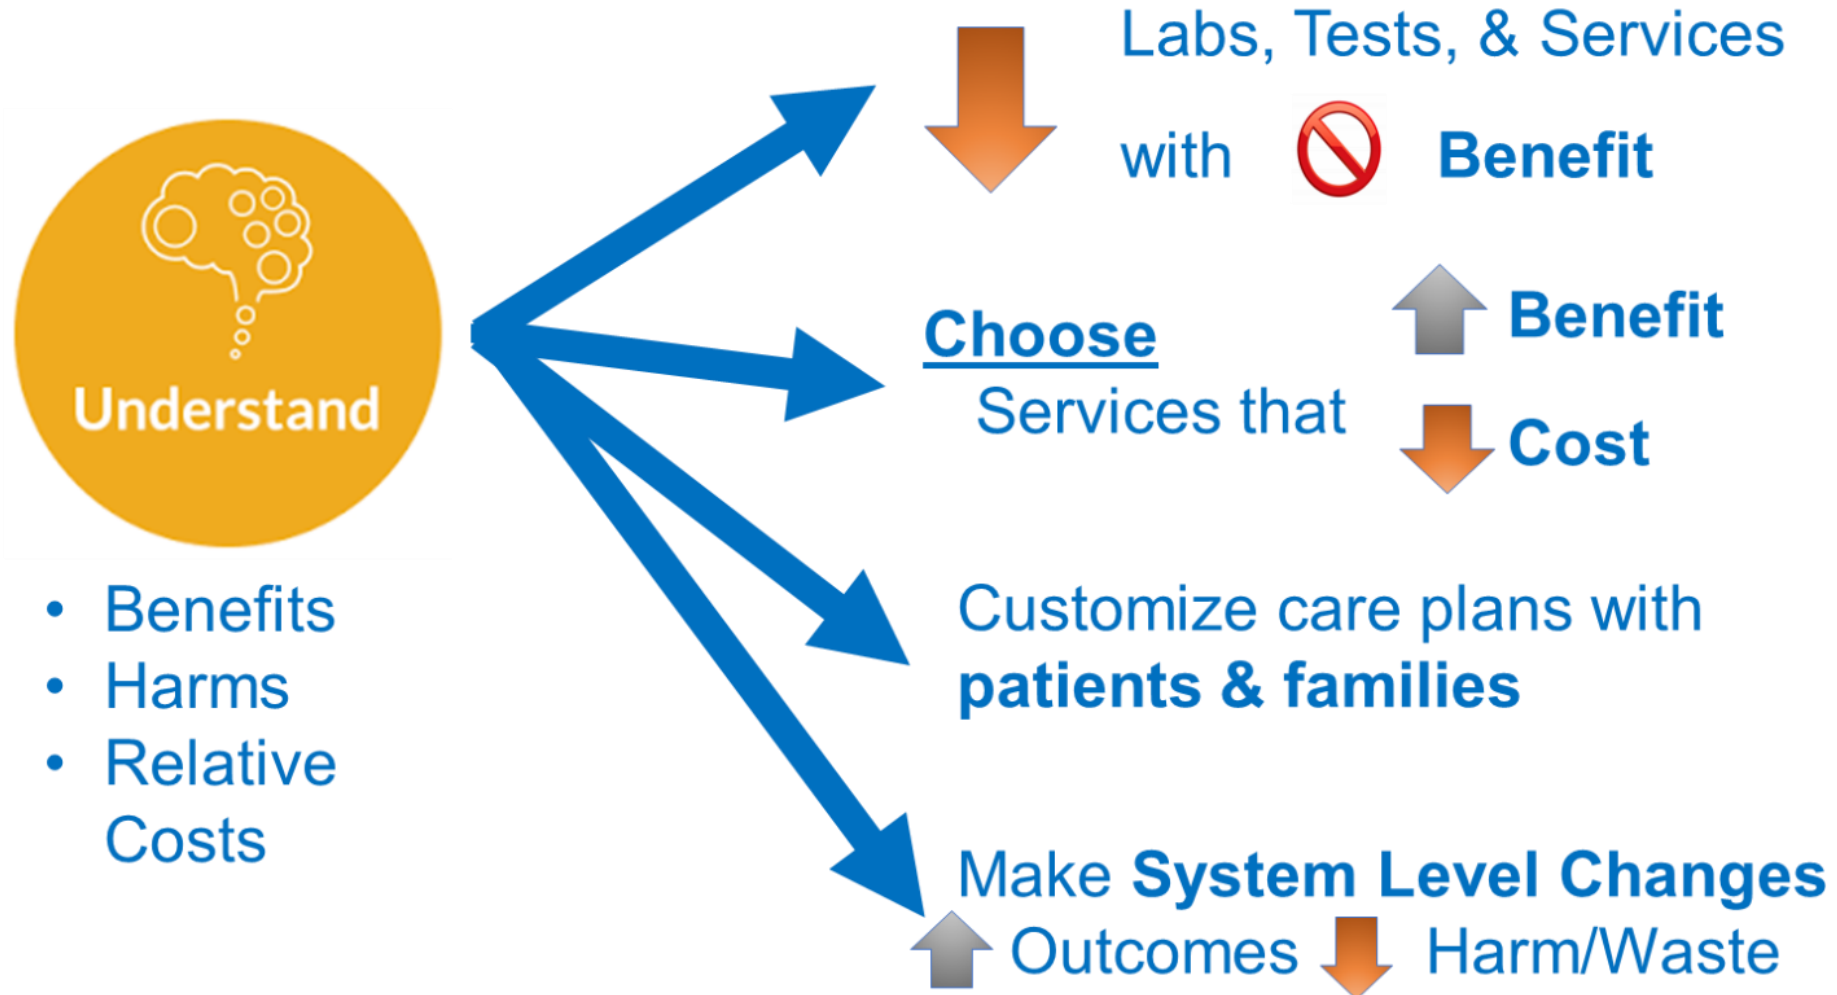 Understand
• Benefits
• Harms
• Relative
Costs
Labs, Tests, & Services
with Benefit
Choose
Services that
Benefit
Cost
Customize care plans with
patients & families
Make System Level Changes
Outcomes Harm/Waste